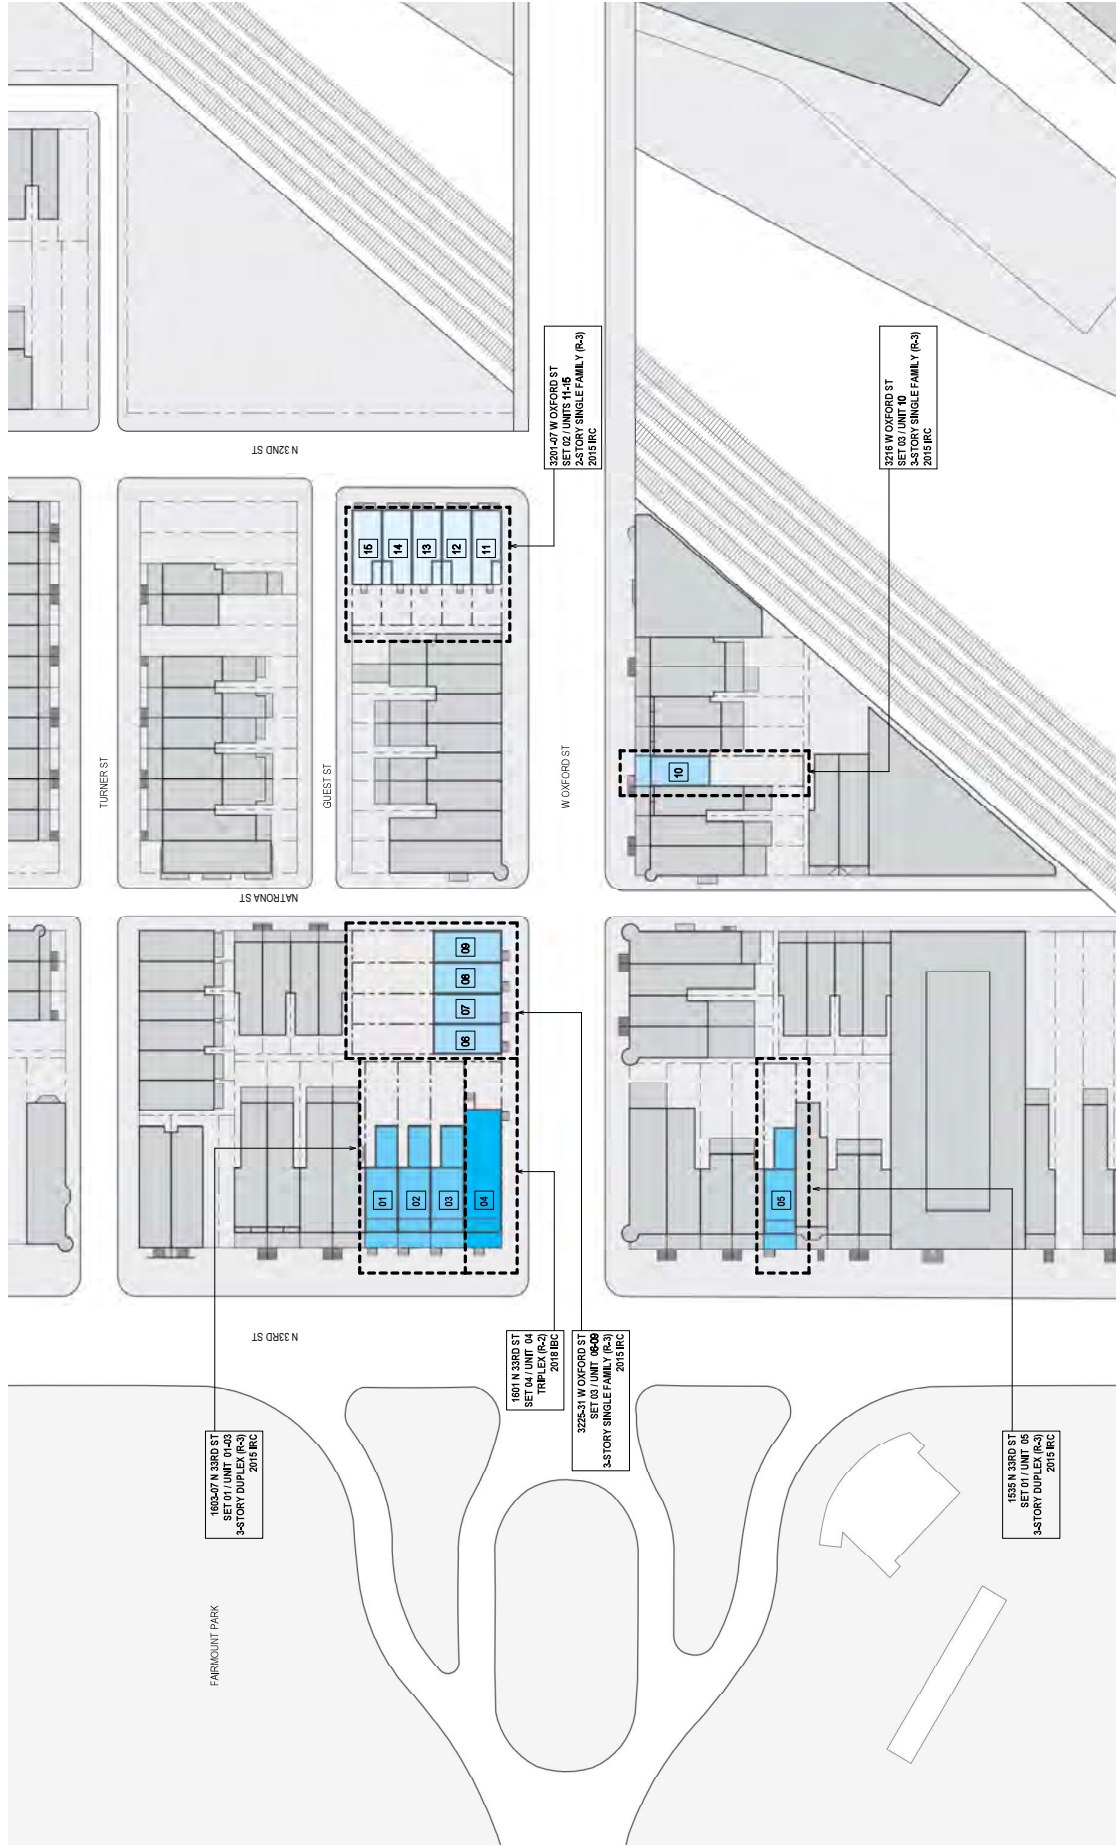 N 32ND ST
3201-07 W OXFORD ST
SET 02 / UNITS 11-15
2-STORY SINGLE FAMILY (R-3)
2015 IRC
3216 W OXFORD ST
SET 03 / UNIT 10
3-STORY SINGLE FAMILY (R-3)
2015 IRC
15
14
13
12
11
TURNER ST
GUEST ST
W OXFORD ST
10
NATRONA ST
09
08
07
06
01
02
03
04
05
N 33RD ST
1603-07 N 33RD ST
SET 01 / UNIT 01-03
3-STORY DUPLEX (R-3)
2015 IRC
1601 N 33RD ST
SET 04 / UNIT 04
TRIPLEX (R-2)
2018 IBC
3225-31 W OXFORD ST
SET 03 / UNIT 06-09
3-STORY SINGLE FAMILY (R-3)
2015 IRC
1535 N 33RD ST
SET 01 / UNIT 05
3-STORY DUPLEX (R-3)
2015 IRC
FAIRMOUNT PARK